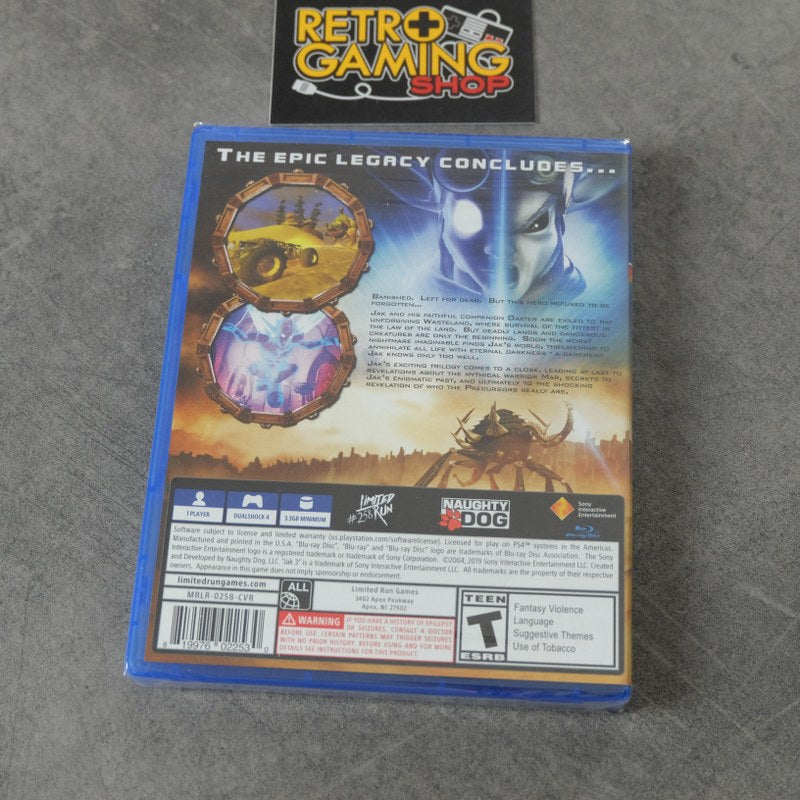 RETRO
GAMING
SHOP
THE EPIC LEGACY CONCLUDES...
BANISHED. LEFT FOR DEAD. BUT THIS HERO REFUSED TO BE
FORGOTTEN...
JAK AND HIS FAITHFUL COMPANION DAXTER ARE EXILED TO THE
UNFORGIVING WASTELAND, WHERE SURVIVAL OF THE FITTEST IS
THE LAW OF THE LAND. BUT DEADLY LANDS AND DANGEROUS
CREATURES ARE ONLY THE BEGINNING. SOON THE WORST
NIGHTMARE IMAGINABLE FINDS JAK'S WORLD, THREATENING TO
ANNIHILATE ALL LIFE WITH ETERNAL DARKNESS - A DARKNESS
JAK KNOWS ONLY TOO WELL.
JAK'S EXCITING TRILOGY COMES TO A CLOSE, LEADING AT LAST TO
REVELATIONS ABOUT THE MYTHICAL WARRIOR MAR, SECRETS TO
JAK'S ENIGMATIC PAST, AND ULTIMATELY TO THE SHOCKING
REVELATION OF WHO THE PRECURSORS REALLY ARE.
1 PLAYER
DUALSHOCK 4
3.3GB MINIMUM
LIMITED
RUN
#258
NAUGHTY
DOG
Sony
Interactive
Entertainment
Blu-ray Disc
Software subject to license and limited warranty (us.playstation.com/softwarelicense). Licensed for play on PS4™ systems in the Americas.
Manufactured and printed in the U.S.A. "Blu-ray Disc", "Blu-ray" and "Blu-ray Disc" logo are trademarks of Blu-ray Disc Association. The Sony
Interactive Entertainment logo is a registered trademark or trademark of Sony Interactive Entertainment LLC. ©2004, 2019 Sony Interactive Entertainment LLC. Created
and Developed by Naughty Dog, LLC. "Jak 3" is a trademark of Sony Interactive Entertainment LLC. All trademarks are the property of their respective
owners. Appearance in this game does not imply sponsorship or endorsement.
limitedrungames.com
MRLR-0258-CVR
8 19976 02253 0
ALL
Limited Run Games
3402 Apex Peakway
Apex, NC 27502
WARNING IF YOU HAVE A HISTORY OF EPILEPSY
OR SEIZURES, CONSULT A DOCTOR
BEFORE USE. CERTAIN PATTERNS MAY TRIGGER SEIZURES
WITH NO PRIOR HISTORY. BEFORE USING AND FOR MORE
DETAILS SEE INSTRUCTIONS FOR THIS PRODUCT.
TEEN
T
ESRB
Fantasy Violence
Language
Suggestive Themes
Use of Tobacco